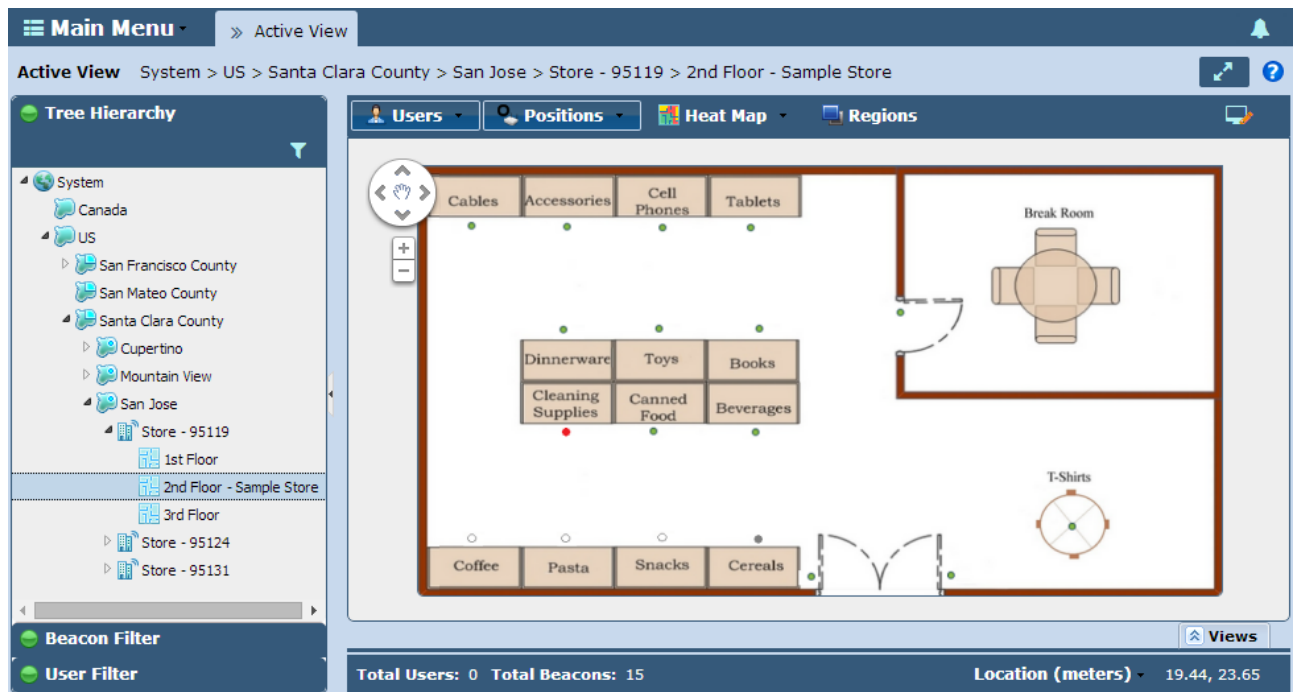 Main Menu
» Active View
Active View System > US > Santa Clara County > San Jose > Store - 95119 > 2nd Floor - Sample Store
?
Tree Hierarchy
Users Positions Heat Map Regions
System
Canada
US
San Francisco County
San Mateo County
Santa Clara County
Cupertino
Mountain View
San Jose
Store - 95119
1st Floor
2nd Floor - Sample Store
3rd Floor
Store - 95124
Store - 95131
Beacon Filter
User Filter
+
−
Cables
Accessories
Cell
Phones
Tablets
Break Room
Dinnerware
Toys
Books
Cleaning
Supplies
Canned
Food
Beverages
T-Shirts
Coffee
Pasta
Snacks
Cereals
Views
Total Users: 0 Total Beacons: 15
Location (meters) 19.44, 23.65